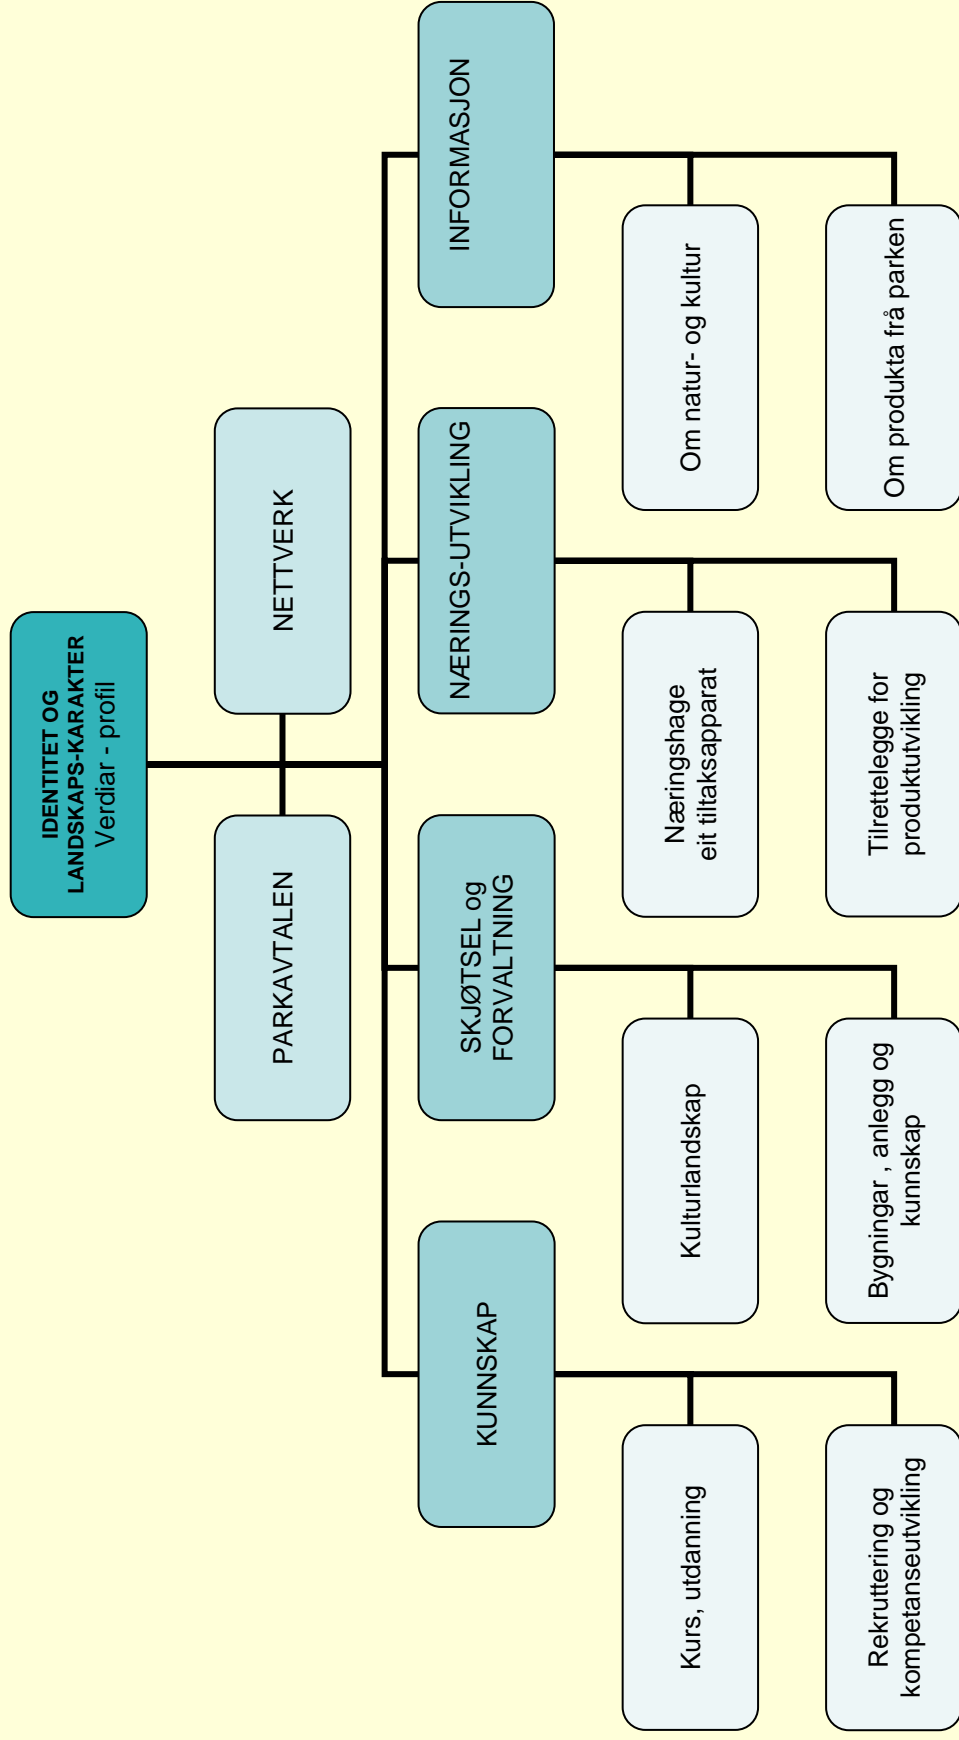 IDENTITET OG
LANDSKAPS-KARAKTER
Verdiar - profil
PARKAVTALEN
NETTVERK
KUNNSKAP
SKJØTSEL og
FORVALTNING
NÆRINGS-UTVIKLING
INFORMASJON
Kurs, utdanning
Kulturlandskap
Næringshage
eit tiltaksapparat
Om natur- og kultur
Rekruttering og
kompetanseutvikling
Bygningar , anlegg og
kunnskap
Tilrettelegge for
produktutvikling
Om produkta frå parken